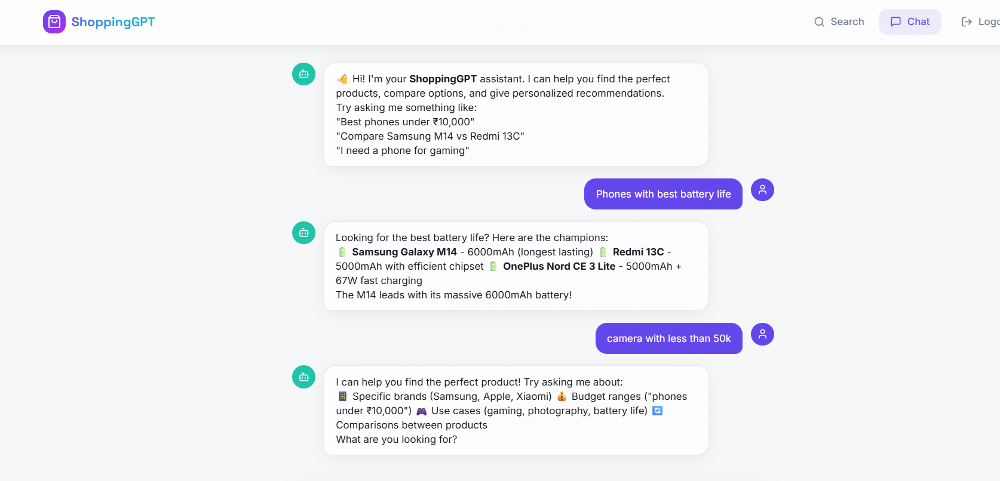 ShoppingGPT
Search
Chat
Logo
👋 Hi! I'm your ShoppingGPT assistant. I can help you find the perfect
products, compare options, and give personalized recommendations.
Try asking me something like:
"Best phones under ₹10,000"
"Compare Samsung M14 vs Redmi 13C"
"I need a phone for gaming"
Phones with best battery life
Looking for the best battery life? Here are the champions:
🔋 Samsung Galaxy M14 - 6000mAh (longest lasting) 🔋 Redmi 13C -
5000mAh with efficient chipset 🔋 OnePlus Nord CE 3 Lite - 5000mAh +
67W fast charging
The M14 leads with its massive 6000mAh battery!
camera with less than 50k
I can help you find the perfect product! Try asking me about:
📱 Specific brands (Samsung, Apple, Xiaomi) 💰 Budget ranges ("phones
under ₹10,000") 🎮 Use cases (gaming, photography, battery life) 🔄
Comparisons between products
What are you looking for?